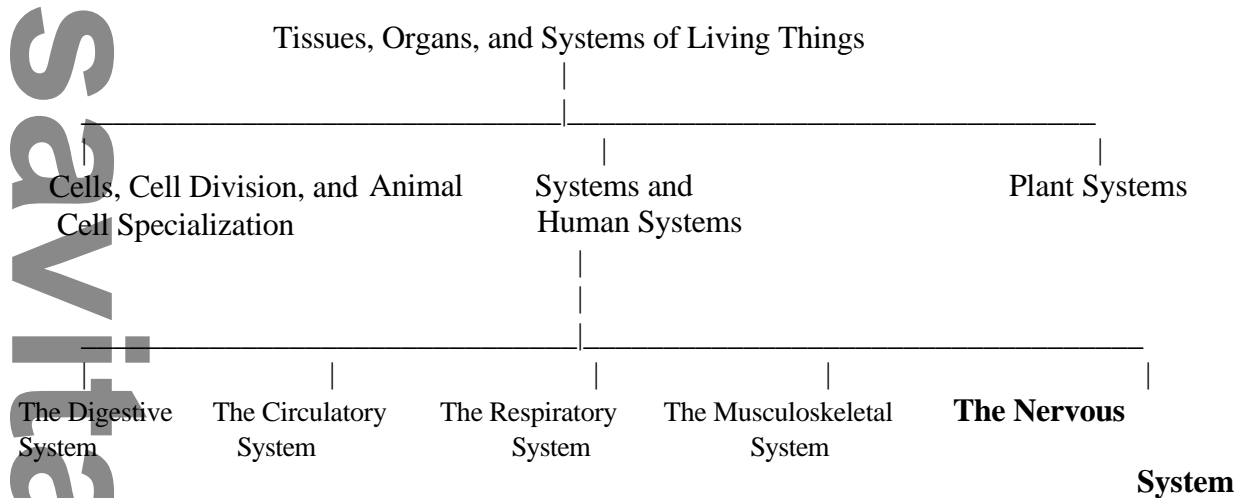 Tissues, Organs, and Systems of Living Things
Cells, Cell Division, and Animal Systems and Plant Systems
Cell Specialization Human Systems
The Digestive The Circulatory The Respiratory The Musculoskeletal The Nervous
System System System System
System
savita